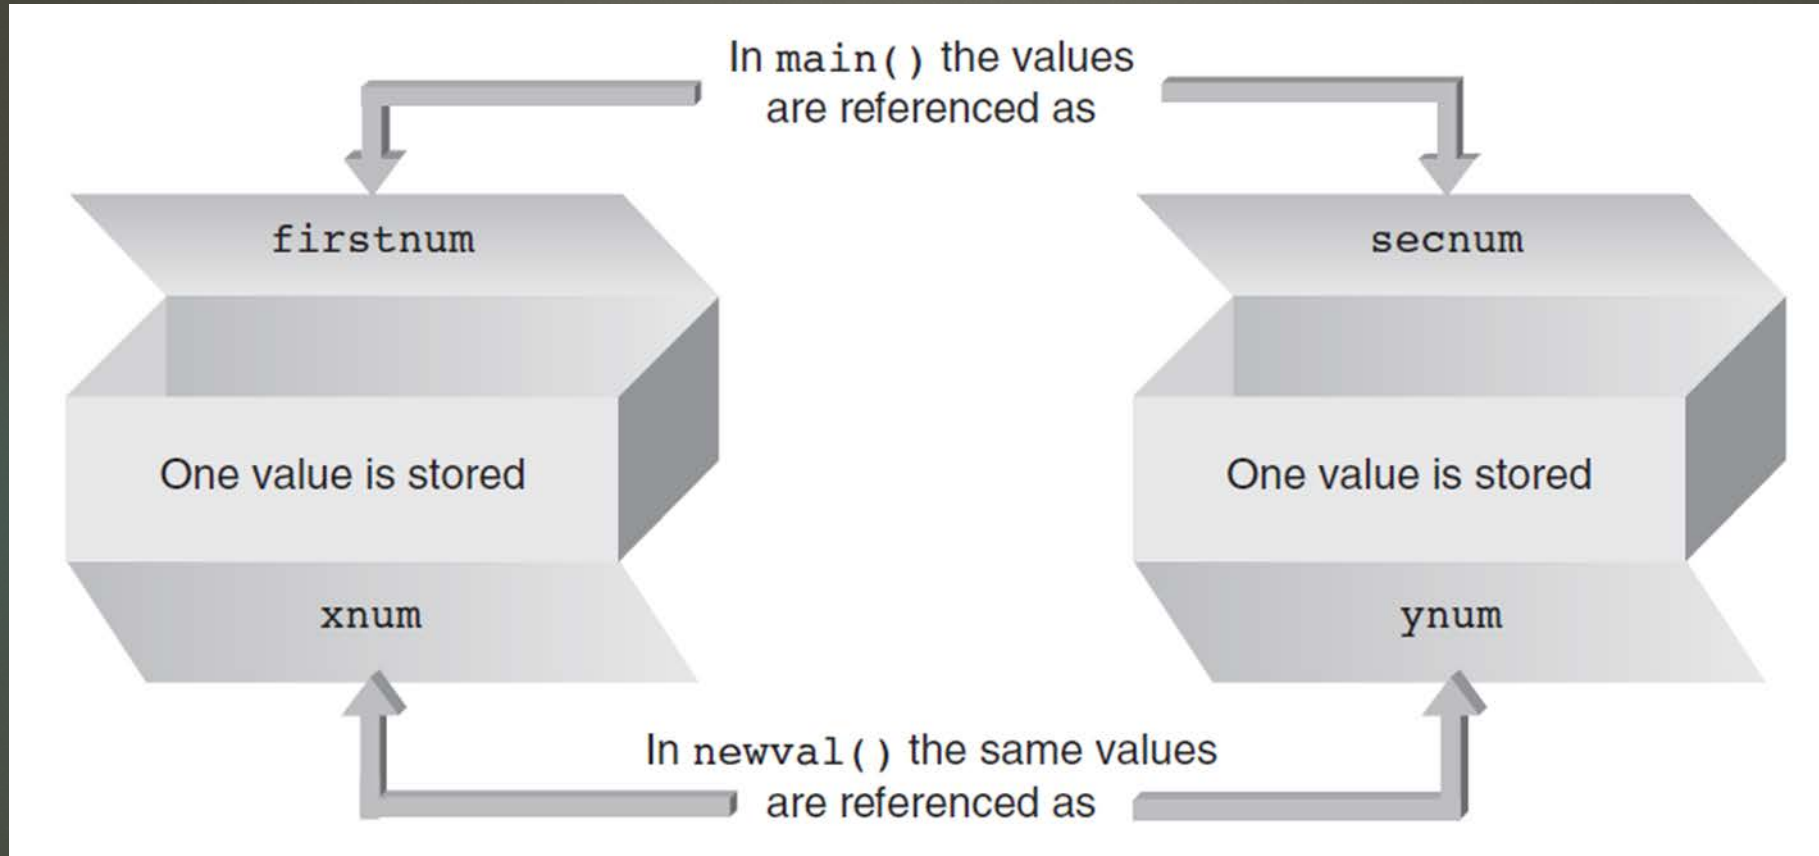 In main() the values
are referenced as
firstnum
secnum
One value is stored
One value is stored
xnum
ynum
In newval() the same values
are referenced as